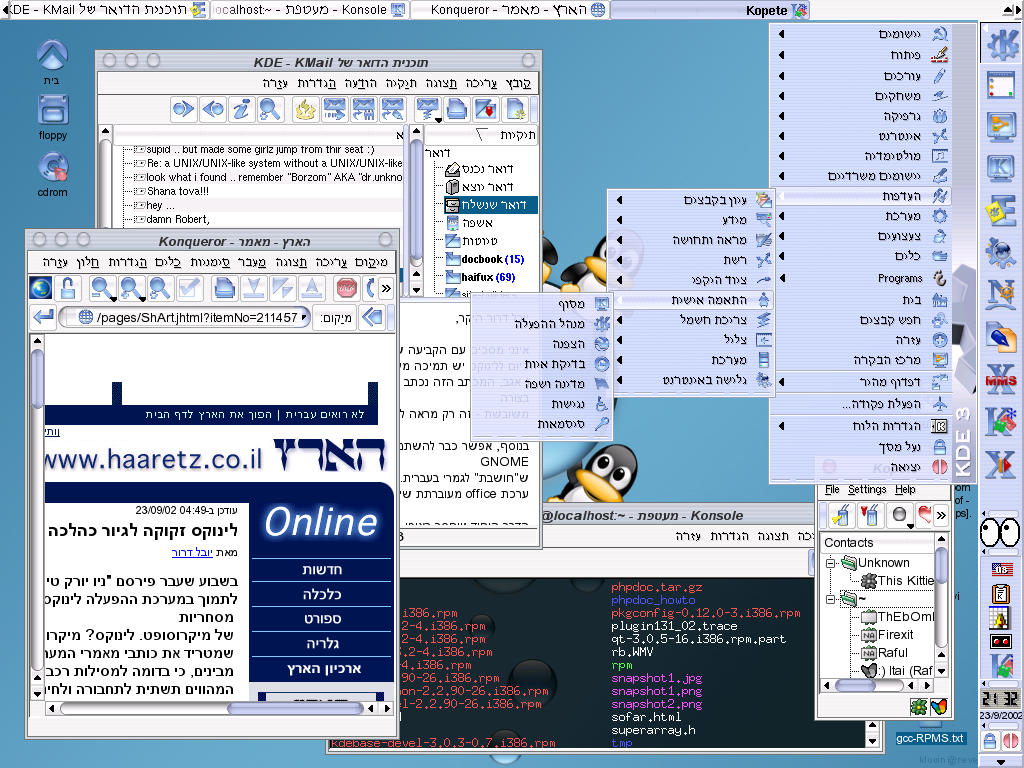 תוכנית הדואר של KDE - KMail
localhost:~ - מעטפת - Konsole
הארץ - מאמר - Konqueror
Kopete
בית
floppy
cdrom
תוכנית הדואר של KDE - KMail
קובץ עריכה תצוגה תיקיה הודעה הגדרות עזרה
נושא
supid .. but made some girlz jump from thir seat :)
Re: a UNIX/UNIX-like system without a UNIX/UNIX-like
look what i found .. remember "Borzom" AKA "dr.unkno
Shana tova!!!
hey ...
damn Robert,
תיקיות
דואר
דואר נכנס
דואר יוצא
דואר שנשלח
אשפה
טיוטות
docbook (15)
haifux (69)
יישומים
פיתוח
עורכים
משחקים
גרפיקה
אינטרנט
מולטימדיה
יישומים משרדיים
העדפות
מערכת
צעצועים
כלים
Programs
בית
חפש קבצים
עזרה
מרכז הבקרה
דפדוף מהיר
הפעלת פקודה...
הגדרות הלוח
נעל מסך
יציאה
KDE 3
עיון בקבצים
מידע
מראה ותחושה
רשת
ציוד היקפי
התאמה אישית
צריכת חשמל
צליל
מערכת
גלישה באינטרנט
מסוף
מנהל ההפעלה
הצפנה
בדיקת איות
מדינה ושפה
נגישות
סיסמאות
הארץ - מאמר - Konqueror
מיקום עריכה תצוגה מעבר סימניות כלים הגדרות חלון עזרה
מיקום:
/pages/ShArt.jhtml?itemNo=211457
לא רואים עברית | הפוך את הארץ לדף הבית
הארץ
www.haaretz.co.il
Online
חדשות
כלכלה
ספורט
גלריה
ארכיון הארץ
עודכן ב-04:49 23/09/02
לינוקס זקוקה לגיור כהלכה
מאת יובל דרור
בשבוע שעבר פירסם "ניו יורק טי
לתמוך במערכת ההפעלה לינוקס
מסחריות
של מיקרוסופט. לינוקס? מיקרו
שמטריד את כותבי מאמרי המע
מבינים, כי בדומה למסילות רכב
המהווים תשתית לתחבורה ולחי
אינני מסכים עם הקביעה ש
בנוסף, אפשר כבר להשתמ
GNOME
ש"חושבת" לגמרי בעברית.
ערכת office מעוברתת של
@localhost:~ - מעטפת - Konsole
תצוגה הגדרות עזרה
phpdoc.tar.gz
phpdoc_howto
pkgconfig-0.12.0-3.i386.rpm
plugin131_02.trace
qt-3.0.5-16.i386.rpm.part
rb.WMV
rpm
snapshot1.jpg
snapshot1.png
snapshot2.png
sofar.html
superarray.h
tmp
kdebase-devel-3.0.3-0.7.i386.rpm
File Settings Help
Contacts
Unknown
This Kittie
~
ThEbOml
Firexit
Raful
:) Itai (Raf
MMS
21:32
23/9/2002
gcc-RPMS.txt